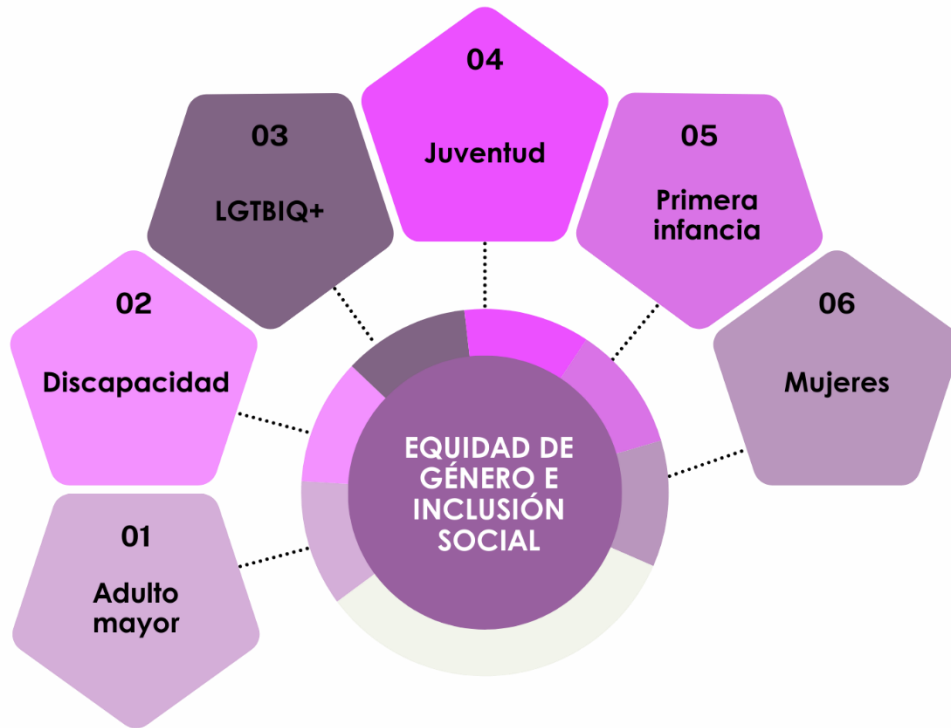 01
Adulto
mayor
02
Discapacidad
03
LGTBIQ+
04
Juventud
05
Primera
infancia
06
Mujeres
EQUIDAD DE
GÉNERO E
INCLUSIÓN
SOCIAL